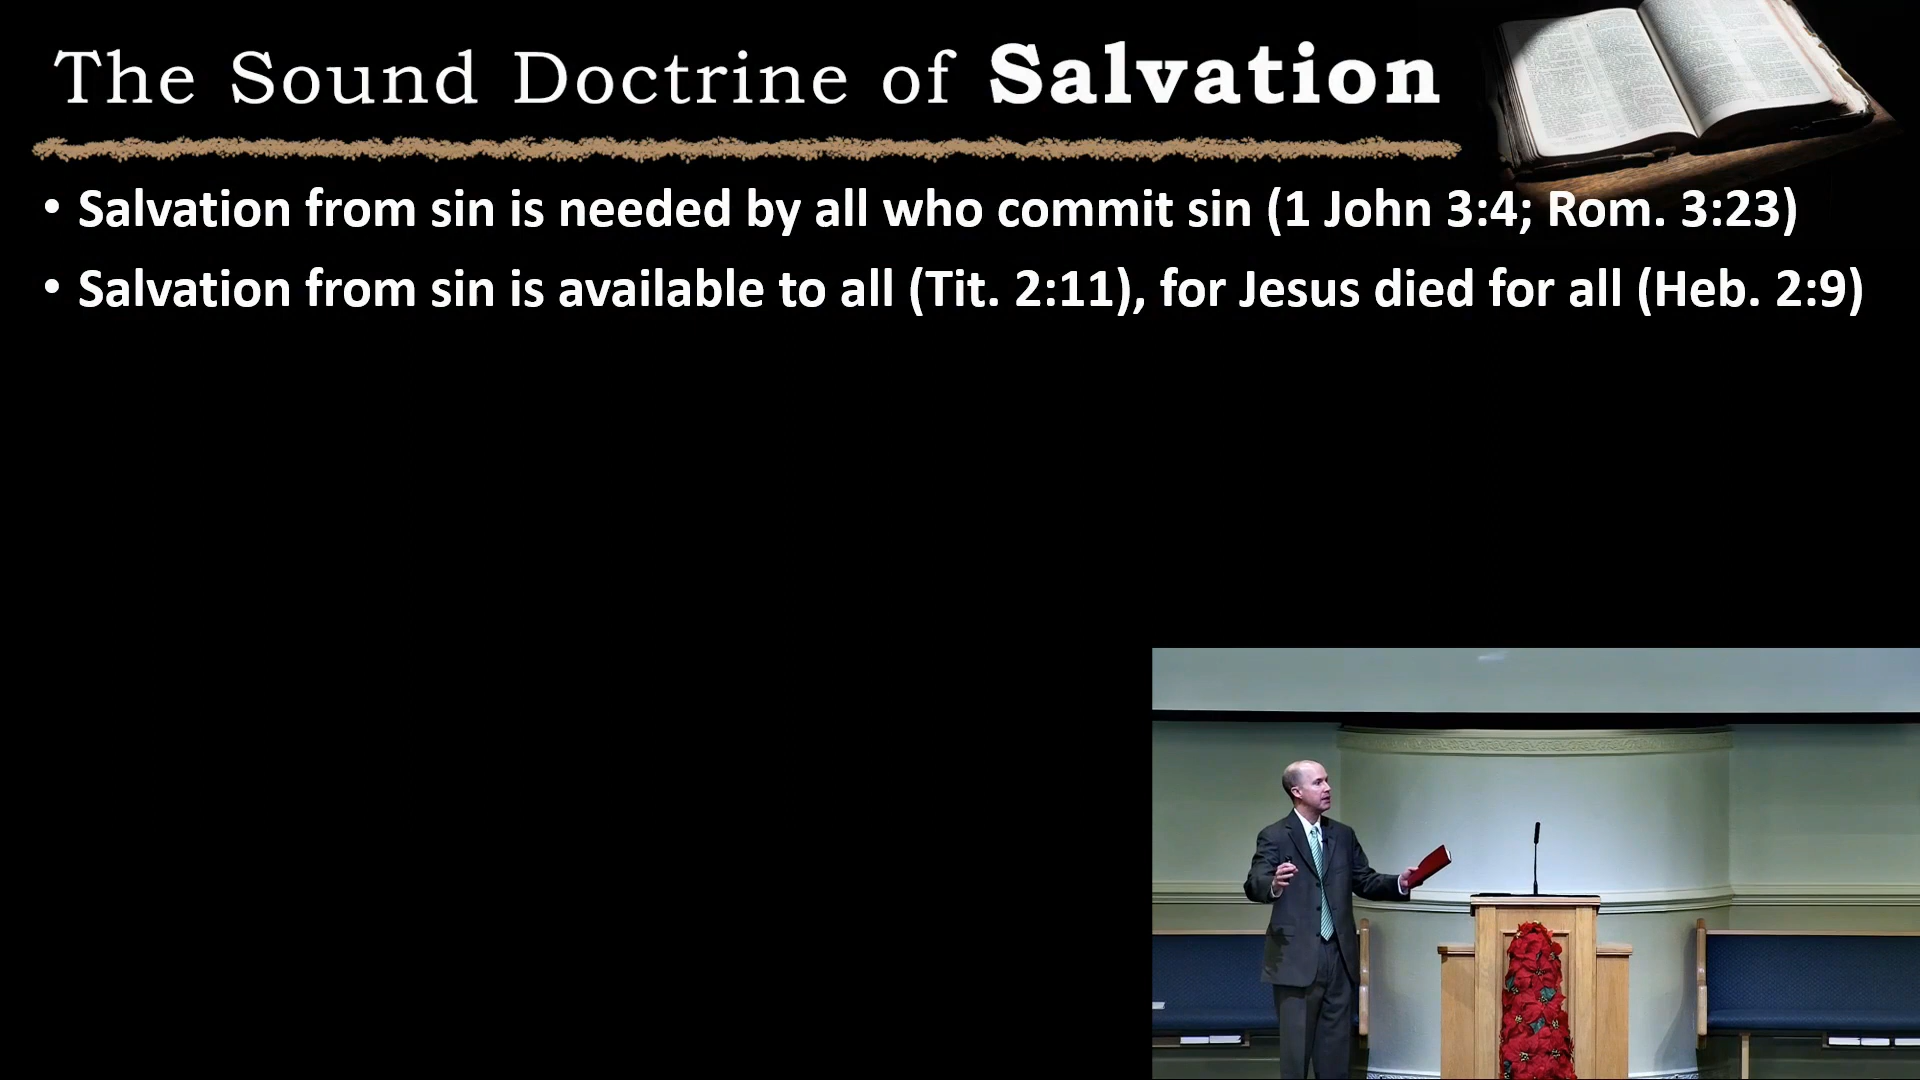 The Sound Doctrine of Salvation
• Salvation from sin is needed by all who commit sin (1 John 3:4; Rom. 3:23)
• Salvation from sin is available to all (Tit. 2:11), for Jesus died for all (Heb. 2:9)